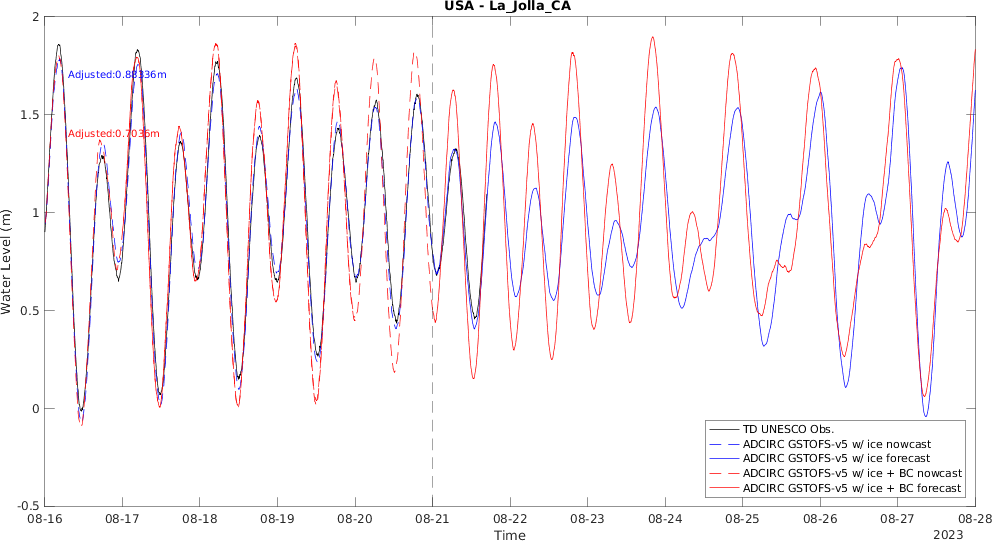 USA - La_Jolla_CA
2
1.5
1
0.5
0
-0.5
Water Level (m)
Adjusted:0.88336m
Adjusted:0.7035m
TD UNESCO Obs.
ADCIRC GSTOFS-v5 w/ ice nowcast
ADCIRC GSTOFS-v5 w/ ice forecast
ADCIRC GSTOFS-v5 w/ ice + BC nowcast
ADCIRC GSTOFS-v5 w/ ice + BC forecast
08-16 08-17 08-18 08-19 08-20 08-21 08-22 08-23 08-24 08-25 08-26 08-27 08-28
Time
2023